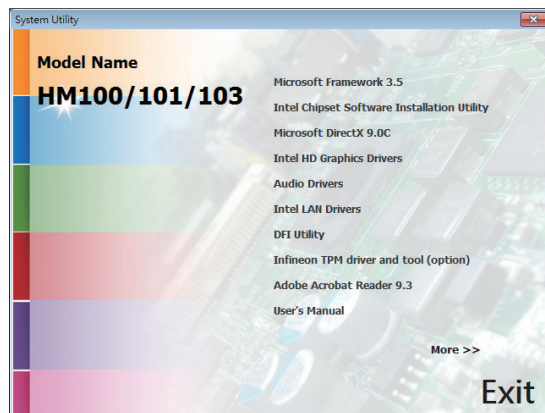 System Utility
Model Name
HM100/101/103
Microsoft Framework 3.5
Intel Chipset Software Installation Utility
Microsoft DirectX 9.0C
Intel HD Graphics Drivers
Audio Drivers
Intel LAN Drivers
DFI Utility
Infineon TPM driver and tool (option)
Adobe Acrobat Reader 9.3
User's Manual
More >>
Exit